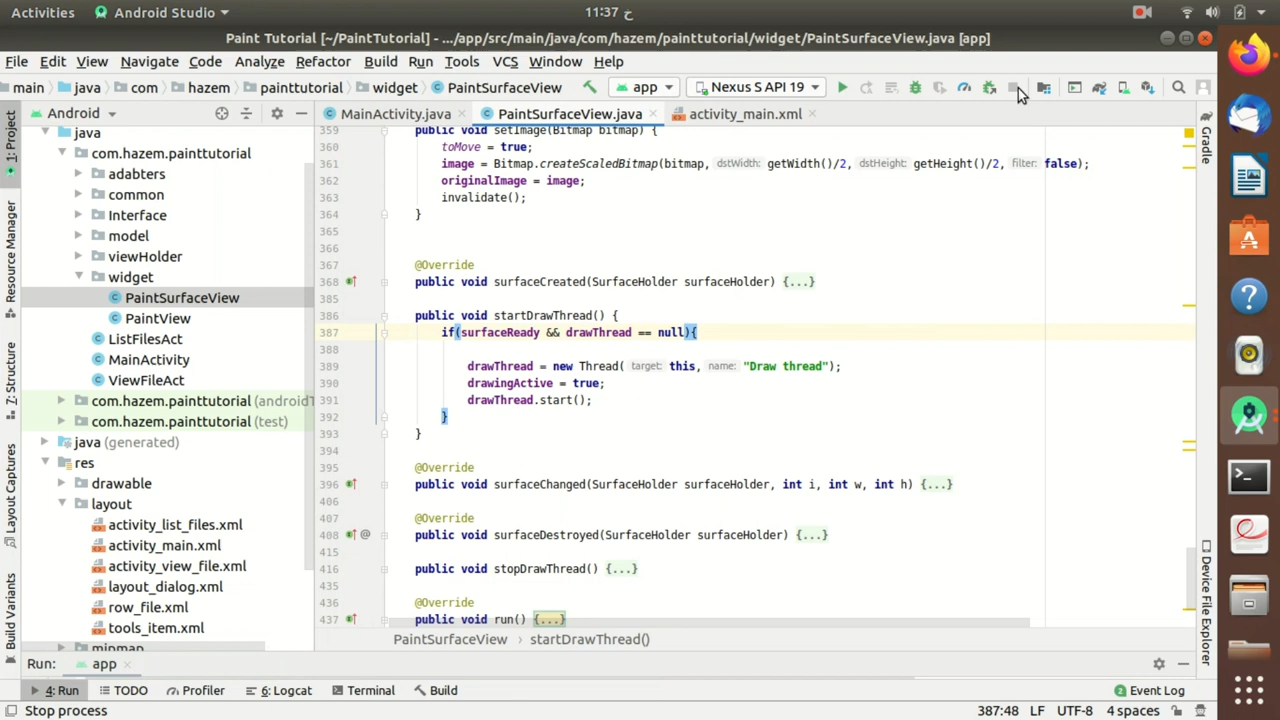 Activities
Android Studio
11:37 ح
Paint Tutorial [~/PaintTutorial] - .../app/src/main/java/com/hazem/painttutorial/widget/PaintSurfaceView.java [app]
File Edit View Navigate Code Analyze Refactor Build Run Tools VCS Window Help
main java com hazem painttutorial widget PaintSurfaceView app Nexus S API 19
Android
MainActivity.java PaintSurfaceView.java activity_main.xml
1: Project
Resource Manager
Z: Structure
Layout Captures
Build Variants
java
com.hazem.painttutorial
adabters
common
Interface
model
viewHolder
widget
PaintSurfaceView
PaintView
ListFilesAct
MainActivity
ViewFileAct
com.hazem.painttutorial (androidT
com.hazem.painttutorial (test)
java (generated)
res
drawable
layout
activity_list_files.xml
activity_main.xml
activity_view_file.xml
layout_dialog.xml
row_file.xml
tools_item.xml
mipmap
359 public void setImage(Bitmap bitmap) {
360 toMove = true;
361 image = Bitmap.createScaledBitmap(bitmap, dstWidth: getWidth()/2, dstHeight: getHeight()/2, filter: false);
362 originalImage = image;
363 invalidate();
364 }
365
366
367 @Override
368 public void surfaceCreated(SurfaceHolder surfaceHolder) {...}
385
386 public void startDrawThread() {
387 if(surfaceReady && drawThread == null){
388
389 drawThread = new Thread( target: this, name: "Draw thread");
390 drawingActive = true;
391 drawThread.start();
392 }
393 }
394
395 @Override
396 public void surfaceChanged(SurfaceHolder surfaceHolder, int i, int w, int h) {...}
406
407 @Override
408 public void surfaceDestroyed(SurfaceHolder surfaceHolder) {...}
415
416 public void stopDrawThread() {...}
435
436 @Override
437 public void run() {...}
PaintSurfaceView startDrawThread()
Gradle
Device File Explorer
Run: app
4: Run TODO Profiler 6: Logcat Terminal Build 2 Event Log
Stop process 387:48 LF UTF-8 4 spaces